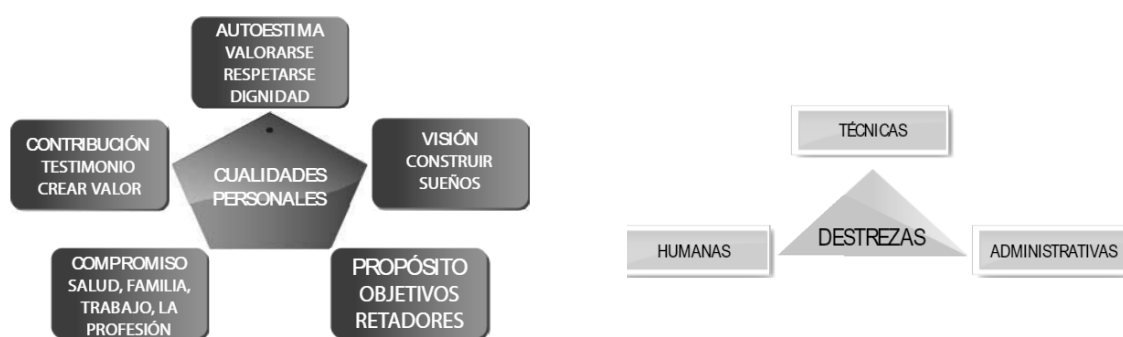 AUTOESTIMA
VALORARSE
RESPETARSE
DIGNIDAD
CONTRIBUCIÓN
TESTIMONIO
CREAR VALOR
CUALIDADES
PERSONALES
VISIÓN
CONSTRUIR
SUEÑOS
COMPROMISO
SALUD, FAMILIA,
TRABAJO, LA
PROFESIÓN
PROPÓSITO
OBJETIVOS
RETADORES
TÉCNICAS
HUMANAS
DESTREZAS
ADMINISTRATIVAS